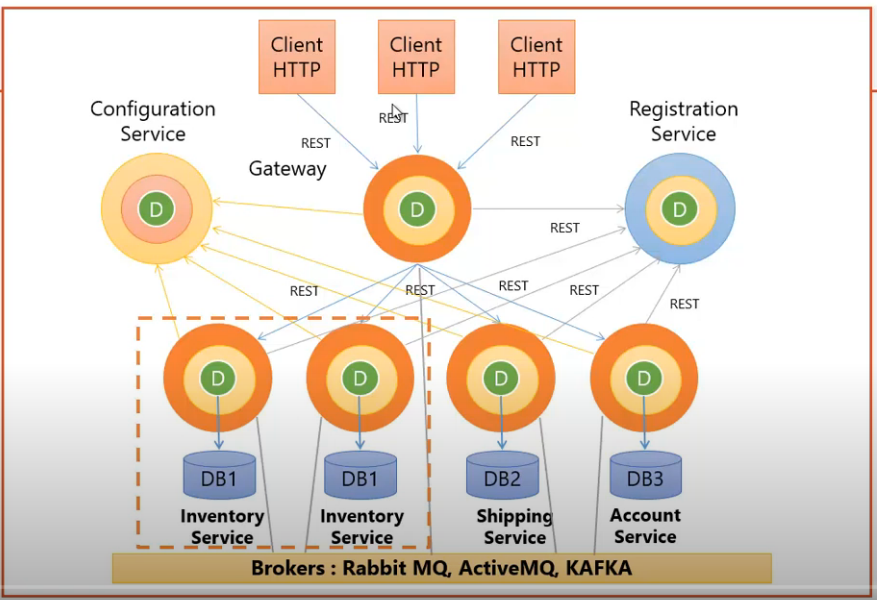 Client
HTTP
Client
HTTP
Client
HTTP
Configuration
Service
Registration
Service
REST
REST
REST
Gateway
D
D
D
REST
REST
REST
REST
REST
REST
D
D
D
D
DB1
DB1
DB2
DB3
Inventory
Service
Inventory
Service
Shipping
Service
Account
Service
Brokers : Rabbit MQ, ActiveMQ, KAFKA